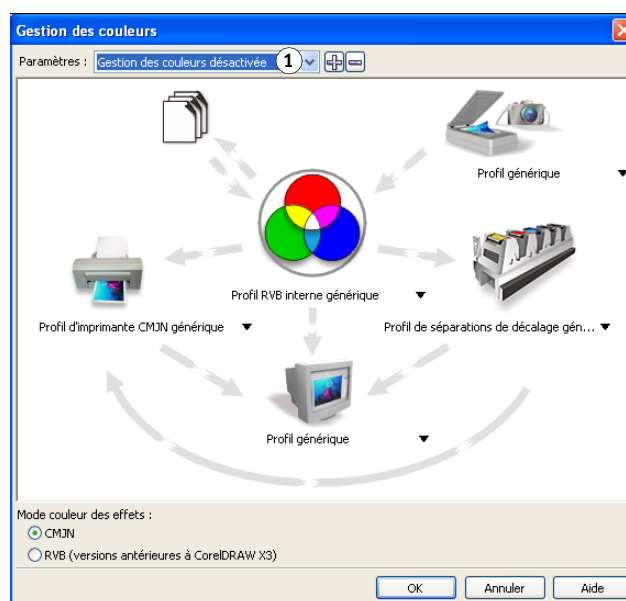 Gestion des couleurs
Paramètres : Gestion des couleurs désactivée 1
Profil générique
Profil RVB interne générique
Profil d'imprimante CMJN générique
Profil de séparations de décalage gén...
Profil générique
Mode couleur des effets :
CMJN
RVB (versions antérieures à CorelDRAW X3)
OK Annuler Aide